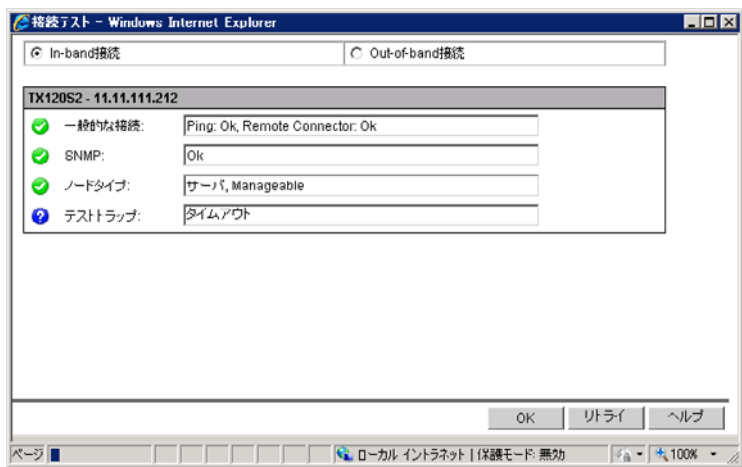 接続テスト - Windows Internet Explorer
In-band接続 Out-of-band接続
TX120S2 - 11.11.111.212
一般的な接続: Ping: Ok, Remote Connector: Ok
SNMP: Ok
ノードタイプ: サーバ, Manageable
テストトラップ: タイムアウト
OK リトライ ヘルプ
ページ ローカル イントラネット | 保護モード: 無効 100%